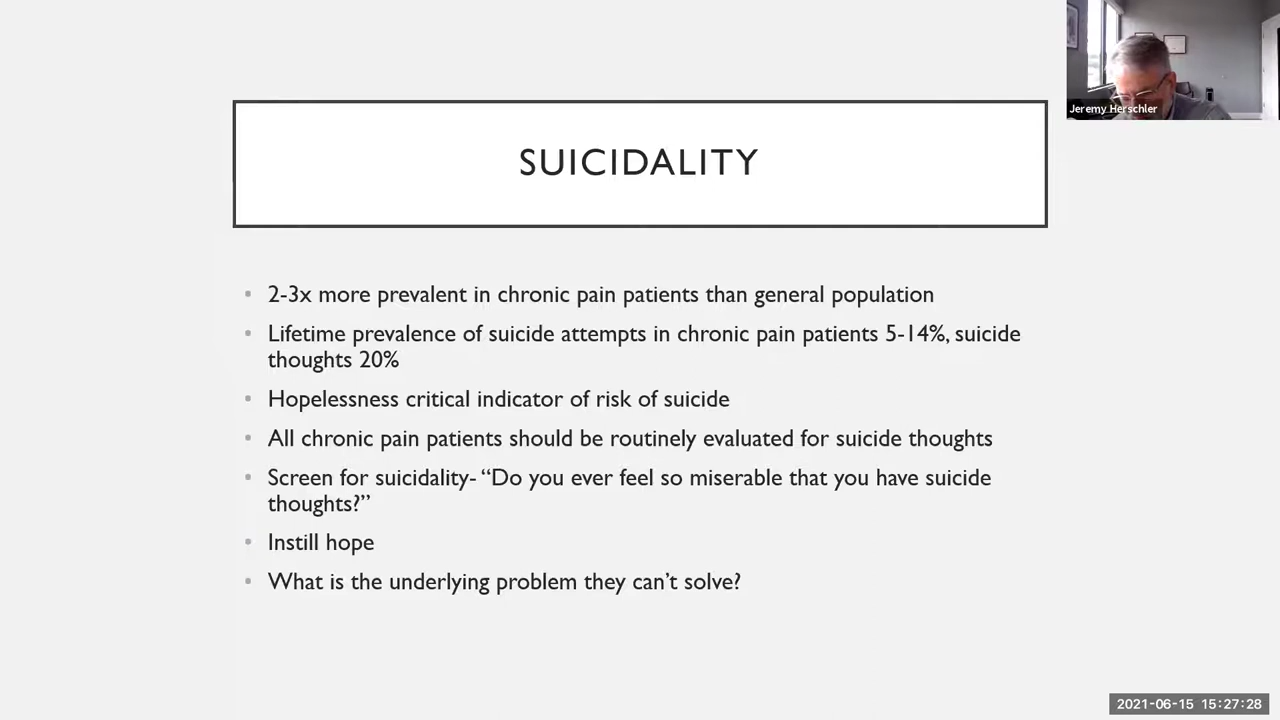 Jeremy Herschler
SUICIDALITY
• 2-3x more prevalent in chronic pain patients than general population
• Lifetime prevalence of suicide attempts in chronic pain patients 5-14%, suicide
thoughts 20%
• Hopelessness critical indicator of risk of suicide
• All chronic pain patients should be routinely evaluated for suicide thoughts
• Screen for suicidality- “Do you ever feel so miserable that you have suicide
thoughts?”
• Instill hope
• What is the underlying problem they can’t solve?
2021-06-15 15:27:28